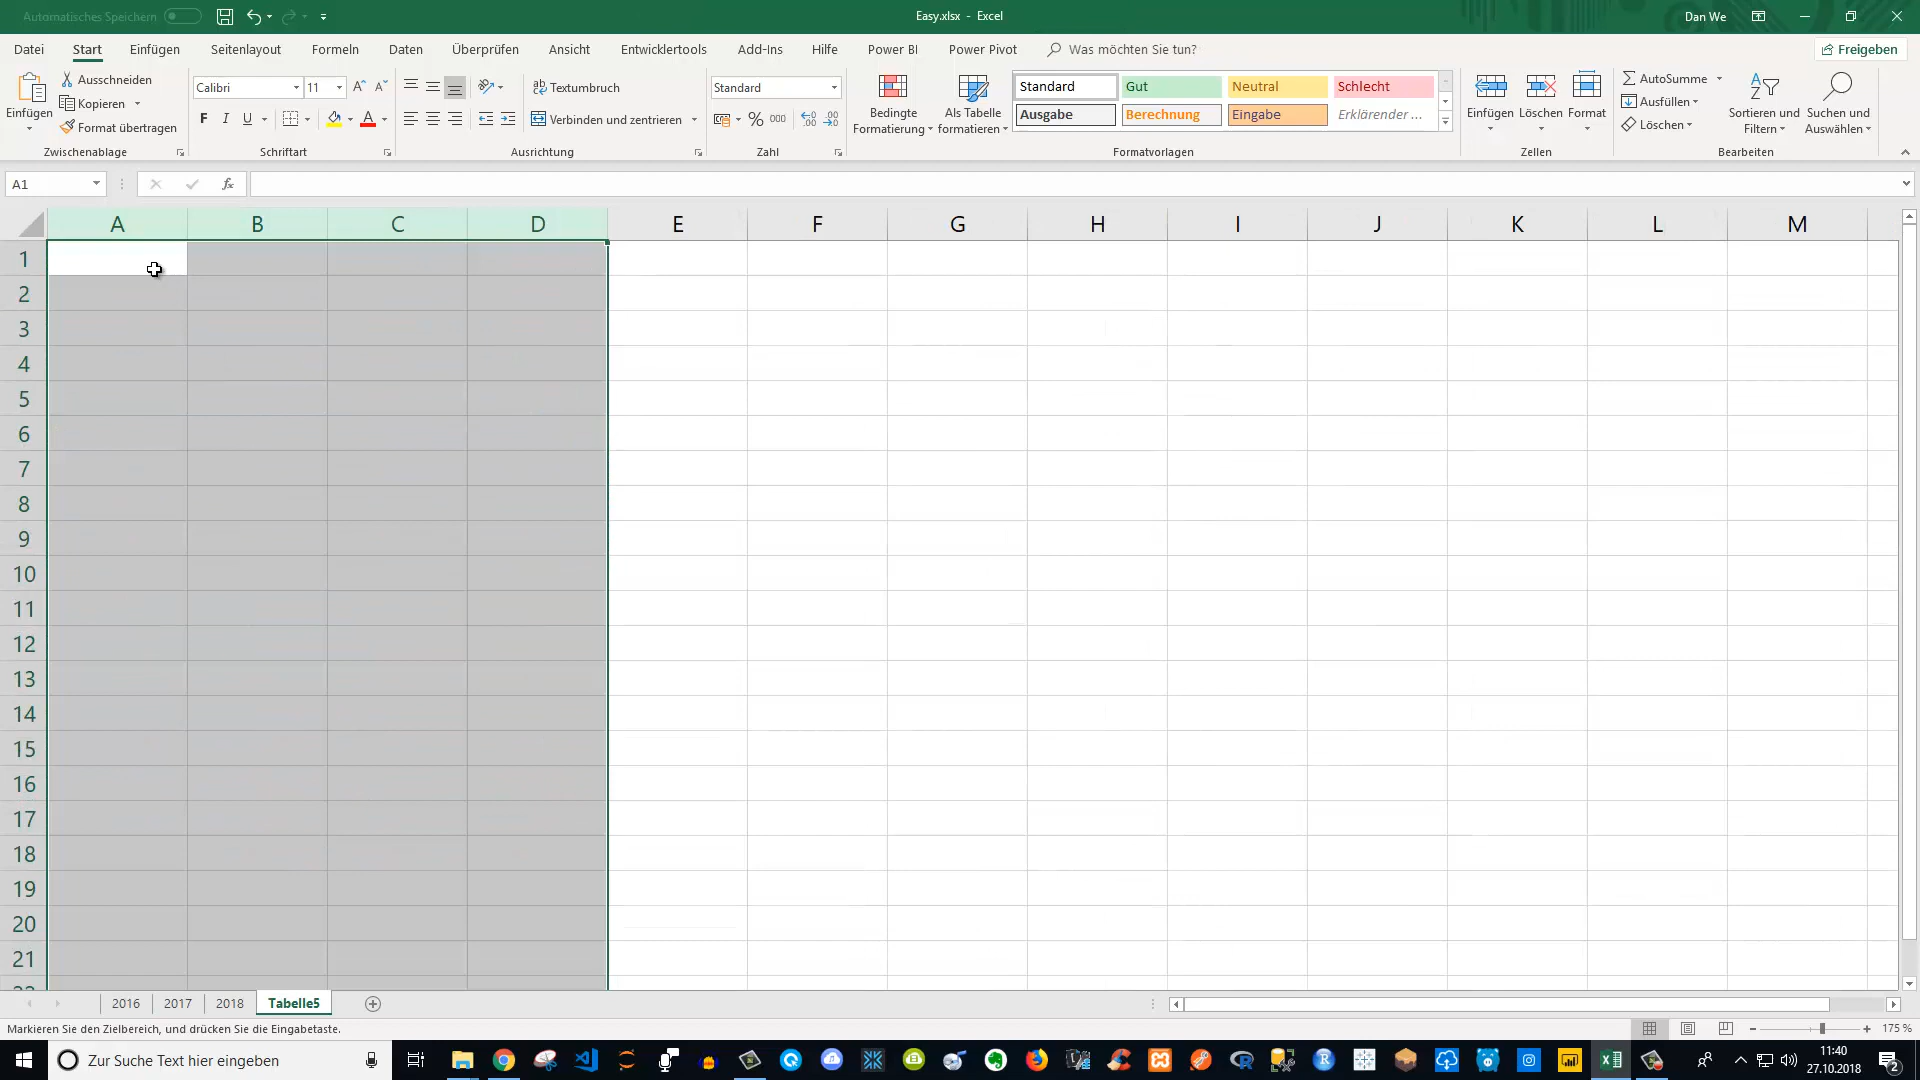 Automatisches Speichern
Easy.xlsx - Excel
Dan We
Datei Start Einfügen Seitenlayout Formeln Daten Überprüfen Ansicht Entwicklertools Add-Ins Hilfe Power BI Power Pivot Was möchten Sie tun? Freigeben
Einfügen
Ausschneiden
Kopieren
Format übertragen
Zwischenablage
Calibri 11
F K U
Schriftart
Textumbruch
Verbinden und zentrieren
Ausrichtung
Standard
% 000
Zahl
Bedingte Formatierung
Als Tabelle formatieren
Standard Gut Neutral Schlecht
Ausgabe Berechnung Eingabe Erklärender ...
Formatvorlagen
Einfügen Löschen Format
Zellen
AutoSumme
Ausfüllen
Löschen
Sortieren und Filtern
Suchen und Auswählen
Bearbeiten
A1
fx
A B C D E F G H I J K L M
1
2
3
4
5
6
7
8
9
10
11
12
13
14
15
16
17
18
19
20
21
2016 2017 2018 Tabelle5
Markieren Sie den Zielbereich, und drücken Sie die Eingabetaste.
175 %
Zur Suche Text hier eingeben
11:40
27.10.2018
2